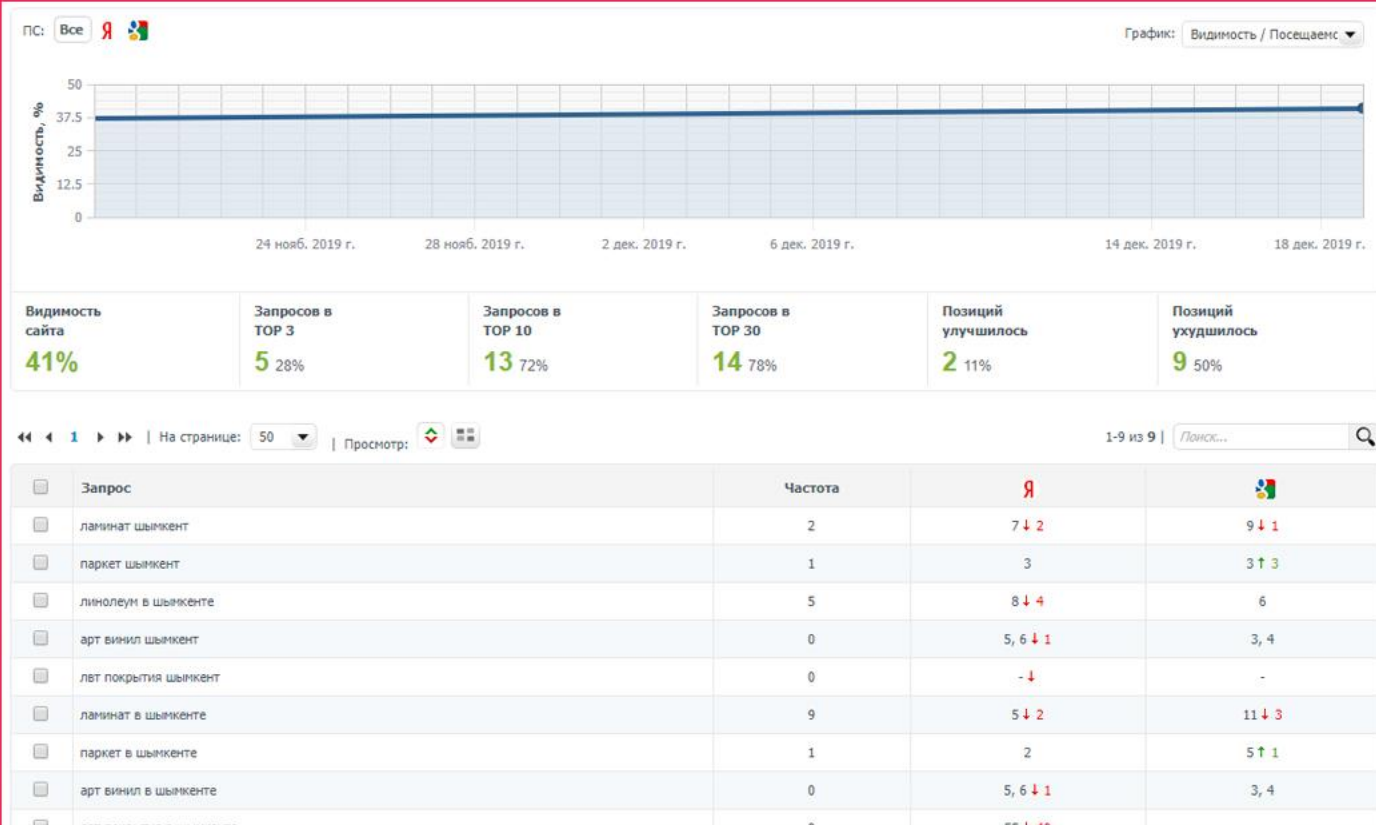 ПС: Все Я
График: Видимость / Посещаемс
50
37.5
25
12.5
0
Видимость, %
24 нояб. 2019 г. 28 нояб. 2019 г. 2 дек. 2019 г. 6 дек. 2019 г. 14 дек. 2019 г. 18 дек. 2019 г.
Видимость сайта
41%
Запросов в TOP 3
5 28%
Запросов в TOP 10
13 72%
Запросов в TOP 30
14 78%
Позиций улучшилось
2 11%
Позиций ухудшилось
9 50%
1 | На странице: 50 | Просмотр: 1-9 из 9 | Поиск...
Запрос Частота Я
ламинат шымкент 2 7↓ 2 9↓ 1
паркет шымкент 1 3 3↑ 3
линолеум в шымкенте 5 8↓ 4 6
арт винил шымкент 0 5, 6↓ 1 3, 4
лвт покрытия шымкент 0 -↓ -
ламинат в шымкенте 9 5↓ 2 11↓ 3
паркет в шымкенте 1 2 5↑ 1
арт винил в шымкенте 0 5, 6↓ 1 3, 4